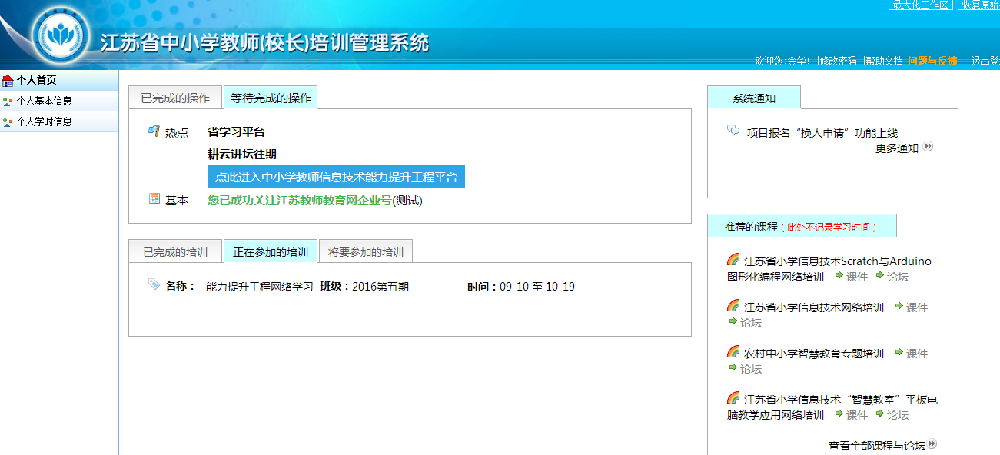 最大化工作区 恢复原始
江苏省中小学教师(校长)培训管理系统
欢迎您:金华! |修改密码 |帮助文档 问题与反馈 | 退出登
个人首页
个人基本信息
个人学时信息
已完成的操作 等待完成的操作
热点 省学习平台
耕云讲坛往期
点此进入中小学教师信息技术能力提升工程平台
基本 您已成功关注江苏教师教育网企业号(测试)
已完成的培训 正在参加的培训 将要参加的培训
名称： 能力提升工程网络学习 班级：2016第五期 时间：09-10 至 10-19
系统通知
项目报名“换人申请”功能上线
更多通知
推荐的课程（此处不记录学习时间）
江苏省小学信息技术Scratch与Arduino
图形化编程网络培训 课件 论坛
江苏省小学信息技术网络培训 课件
论坛
农村中小学智慧教育专题培训 课件
论坛
江苏省小学信息技术“智慧教室”平板电
脑教学应用网络培训 课件 论坛
查看全部课程与论坛